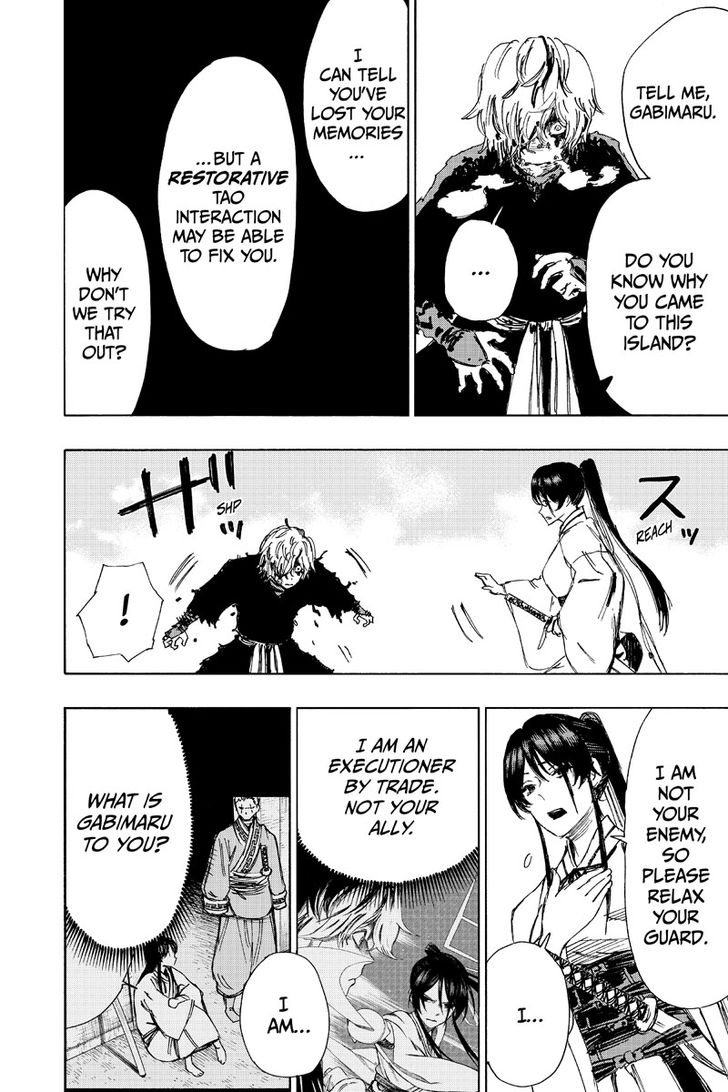 TELL ME,
GABIMARU.
DO YOU
KNOW WHY
YOU CAME
TO THIS
ISLAND?
...
I
CAN TELL
YOU'VE
LOST YOUR
MEMORIES
...
...BUT A
RESTORATIVE
TAO
INTERACTION
MAY BE ABLE
TO FIX YOU.
WHY
DON'T
WE TRY
THAT
OUT?
スッ
REACH
ザッ
SHP
!
I AM
NOT
YOUR
ENEMY,
SO
PLEASE
RELAX
YOUR
GUARD.
I...
I AM AN
EXECUTIONER
BY TRADE.
NOT YOUR
ALLY.
I
AM...
WHAT IS
GABIMARU
TO YOU?